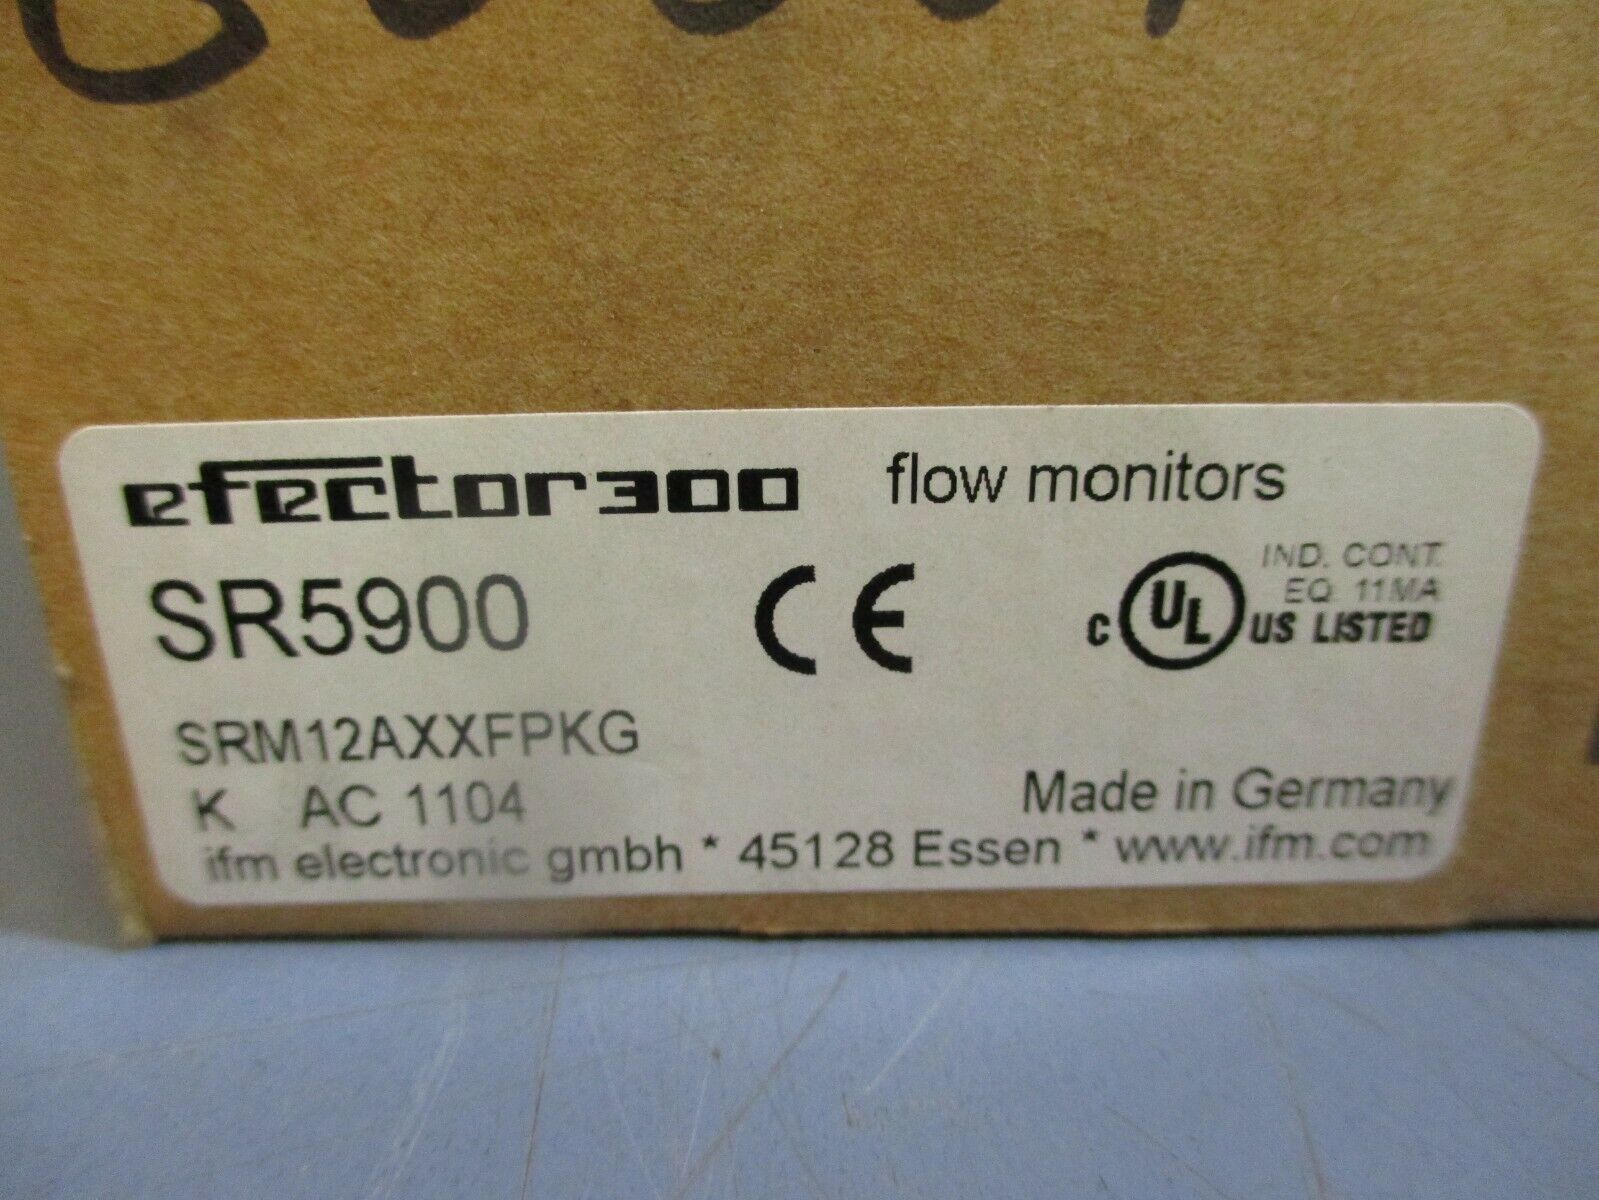 efector300 flow monitors
SR5900 CE
IND. CONT.
EQ. 11MA
C UL US LISTED
SRM12AXXFPKG
K AC 1104 Made in Germany
ifm electronic gmbh * 45128 Essen * www.ifm.com